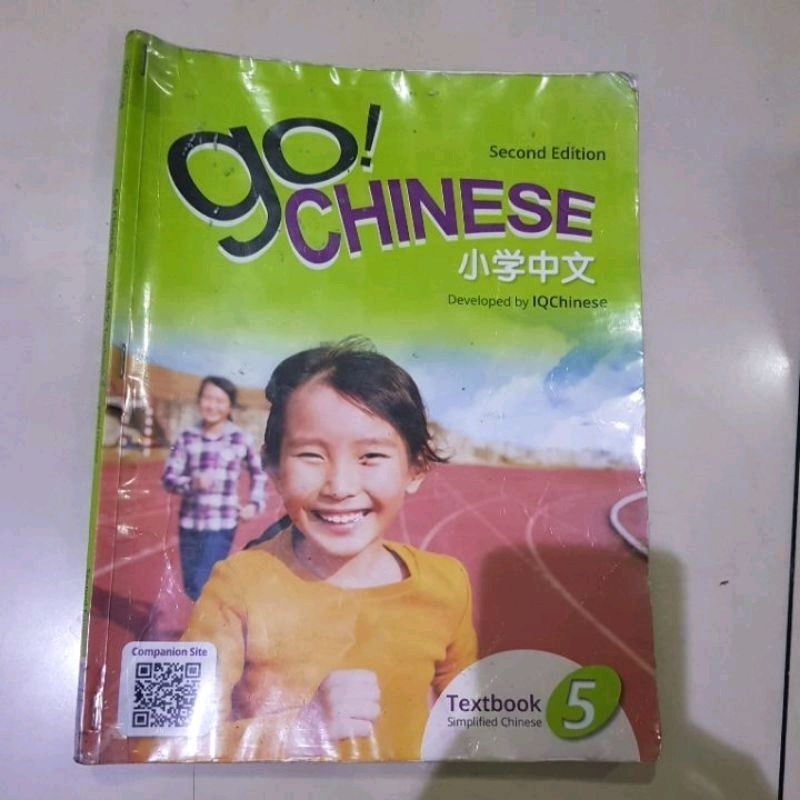 go!
CHINESE
Second Edition
小学中文
Developed by IQChinese
Companion Site
Textbook 5
Simplified Chinese